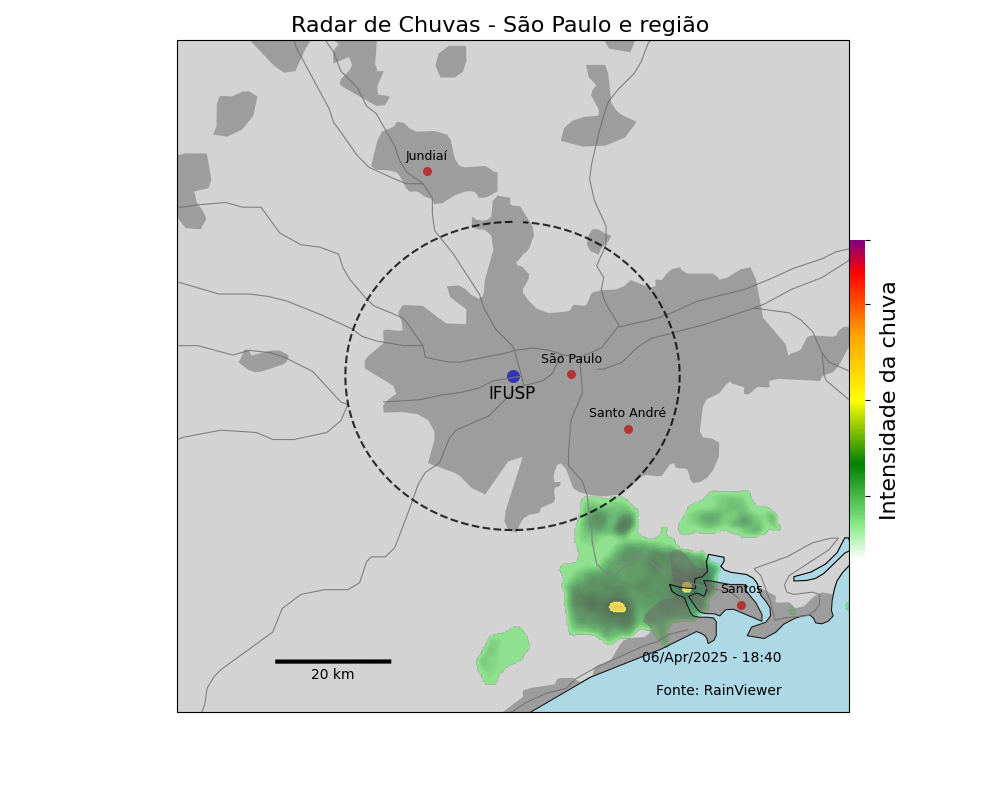 Radar de Chuvas - São Paulo e região
Jundiaí
São Paulo
IFUSP
Santo André
Santos
06/Apr/2025 - 18:40
20 km
Fonte: RainViewer
Intensidade da chuva